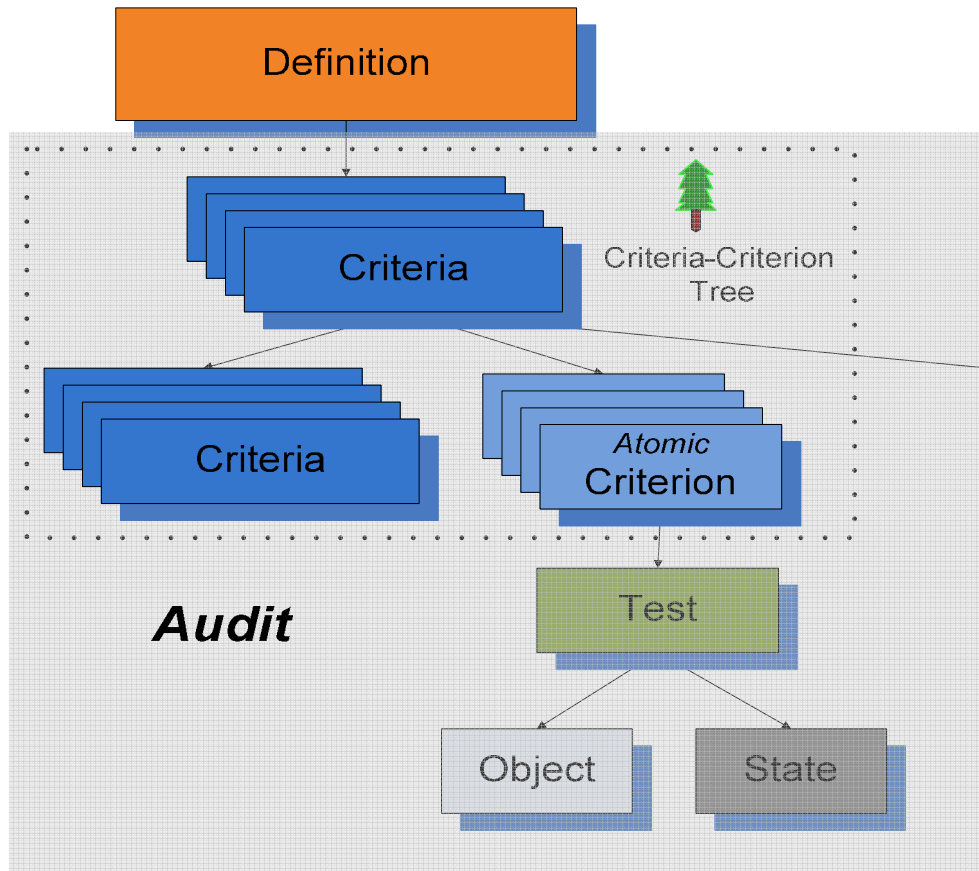 Definition
Criteria
Criteria-Criterion
Tree
Criteria
Atomic
Criterion
Test
Audit
Object
State